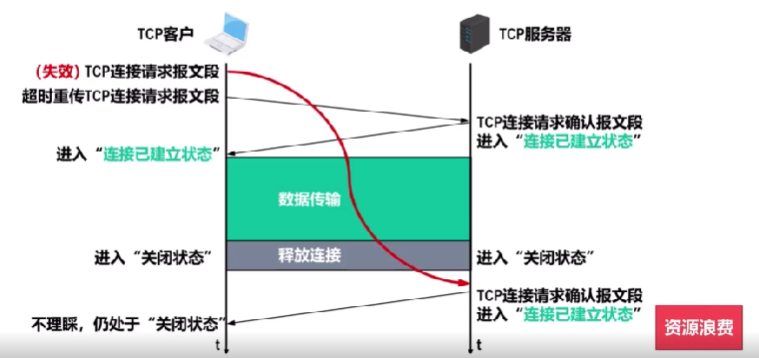 TCP客户
TCP服务器
(失效) TCP连接请求报文段
超时重传TCP连接请求报文段
TCP连接请求确认报文段
进入“连接已建立状态”
进入“连接已建立状态”
数据传输
进入“关闭状态”
释放连接
进入“关闭状态”
TCP连接请求确认报文段
进入“连接已建立状态”
不理睬，仍处于“关闭状态”
资源浪费
t
t